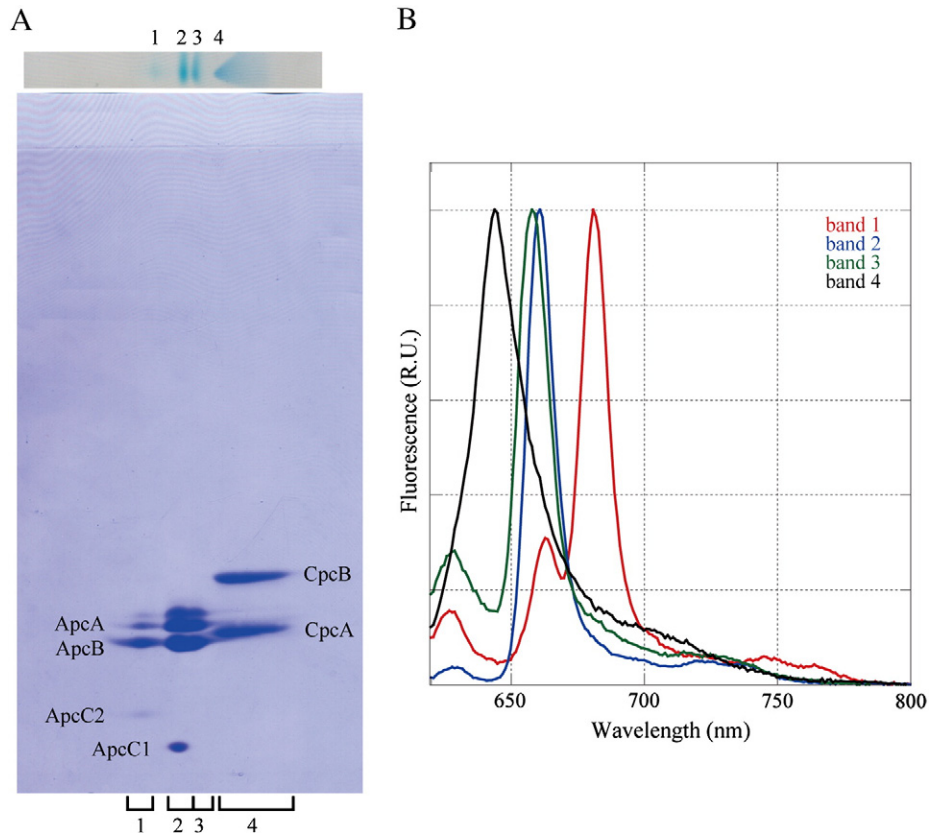 A
1 2 3 4
CpcB
ApcA
CpcA
ApcB
ApcC2
ApcC1
1 2 3 4
B
band 1
band 2
band 3
band 4
Fluorescence (R.U.)
650 700 750 800
Wavelength (nm)